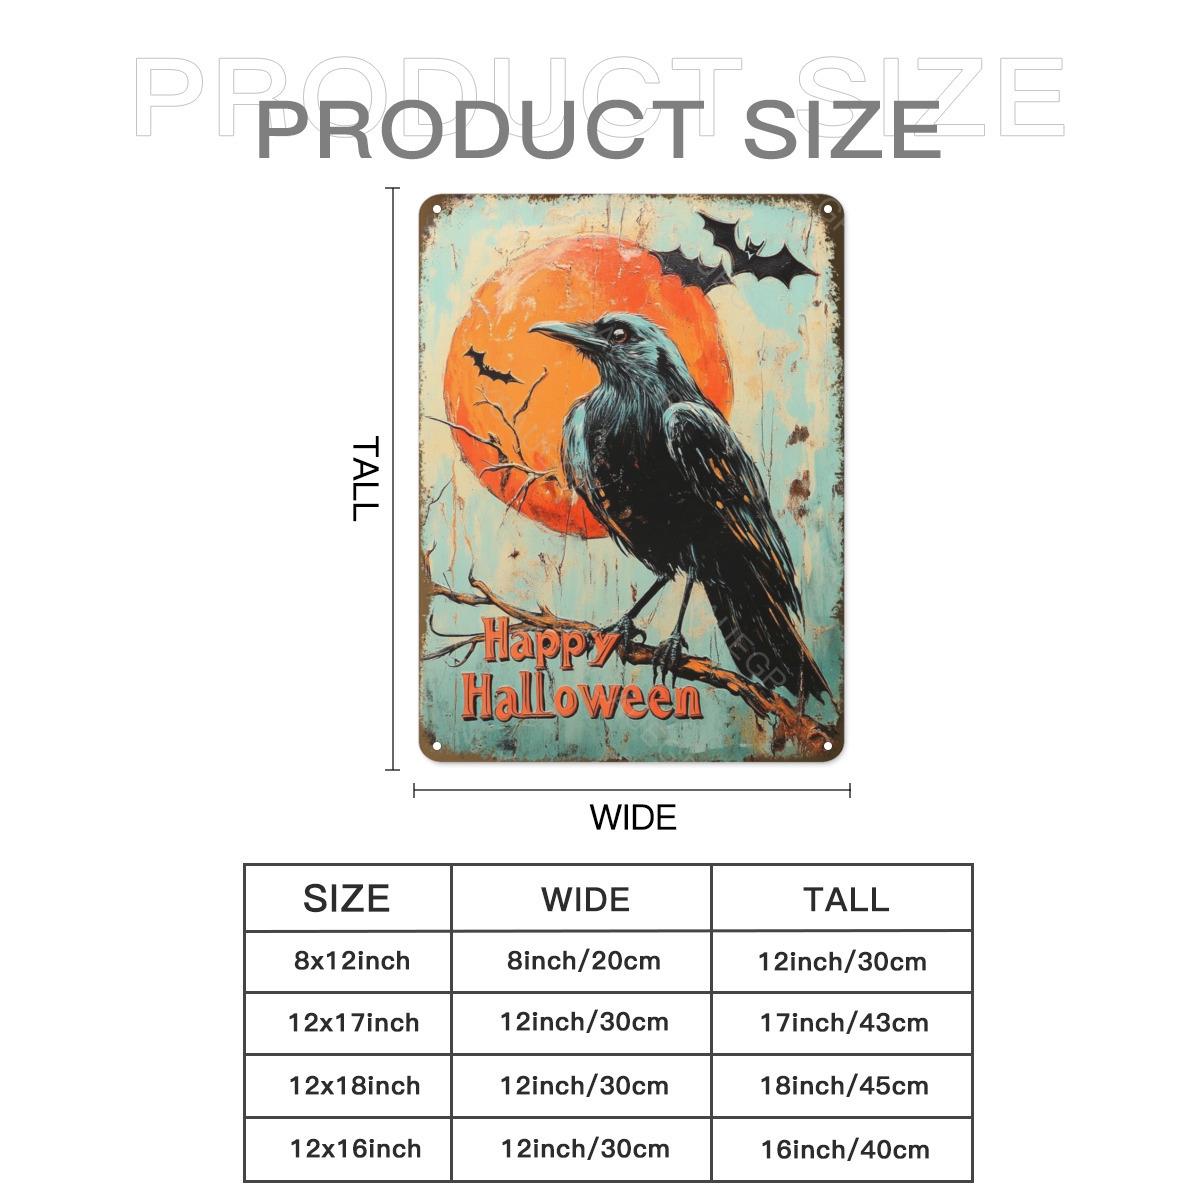 PRODUCT SIZE
PRODUCT SIZE
TALL
Happy
Halloween
WIDE
SIZE WIDE TALL
8x12inch 8inch/20cm 12inch/30cm
12x17inch 12inch/30cm 17inch/43cm
12x18inch 12inch/30cm 18inch/45cm
12x16inch 12inch/30cm 16inch/40cm